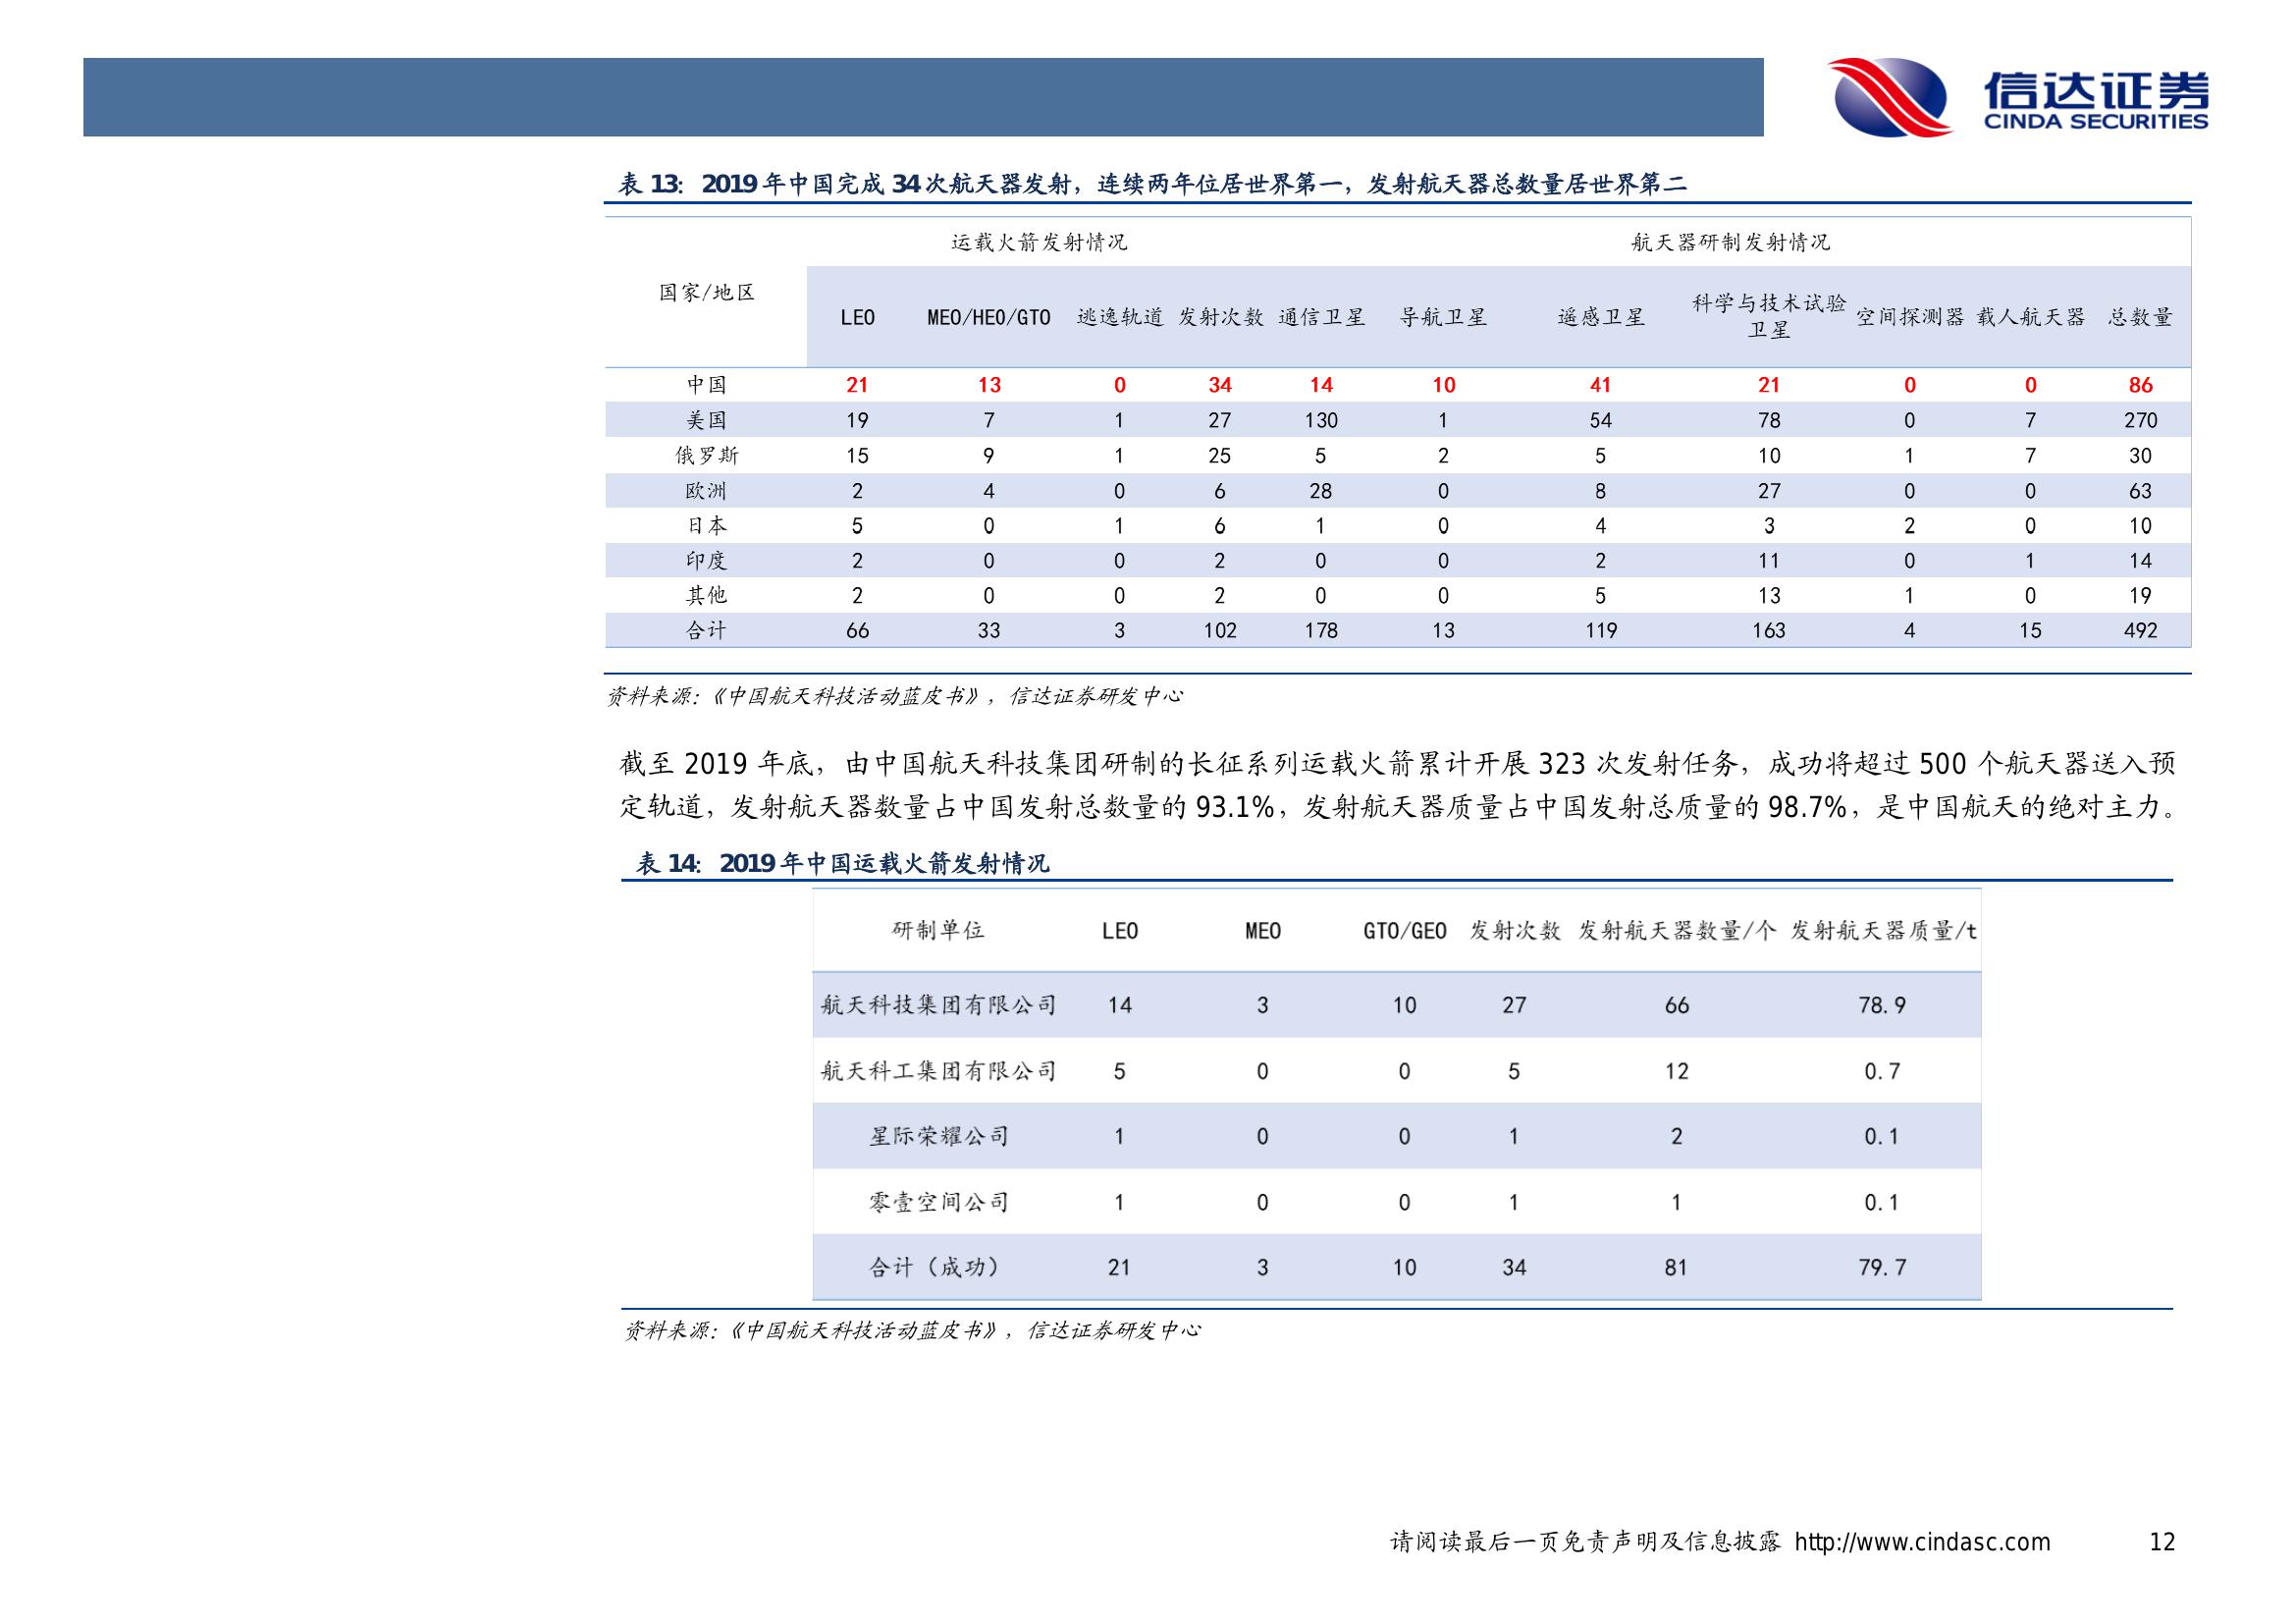 信达证券
CINDA SECURITIES
表 13: 2019 年中国完成 34 次航天器发射，连续两年位居世界第一，发射航天器总数量居世界第二
国家/地区 运载火箭发射情况 航天器研制发射情况
LEO MEO/HEO/GTO 逃逸轨道 发射次数 通信卫星 导航卫星 遥感卫星 科学与技术试验卫星 空间探测器 载人航天器 总数量
中国 21 13 0 34 14 10 41 21 0 0 86
美国 19 7 1 27 130 1 54 78 0 7 270
俄罗斯 15 9 1 25 5 2 5 10 1 7 30
欧洲 2 4 0 6 28 0 8 27 0 0 63
日本 5 0 1 6 1 0 4 3 2 0 10
印度 2 0 0 2 0 0 2 11 0 1 14
其他 2 0 0 2 0 0 5 13 1 0 19
合计 66 33 3 102 178 13 119 163 4 15 492
资料来源：《中国航天科技活动蓝皮书》，信达证券研发中心
截至 2019 年底，由中国航天科技集团研制的长征系列运载火箭累计开展 323 次发射任务，成功将超过 500 个航天器送入预
定轨道，发射航天器数量占中国发射总数量的 93.1%，发射航天器质量占中国发射总质量的 98.7%，是中国航天的绝对主力。
表 14: 2019 年中国运载火箭发射情况
研制单位 LEO MEO GTO/GEO 发射次数 发射航天器数量/个 发射航天器质量/t
航天科技集团有限公司 14 3 10 27 66 78.9
航天科工集团有限公司 5 0 0 5 12 0.7
星际荣耀公司 1 0 0 1 2 0.1
零壹空间公司 1 0 0 1 1 0.1
合计（成功） 21 3 10 34 81 79.7
资料来源：《中国航天科技活动蓝皮书》，信达证券研发中心
请阅读最后一页免责声明及信息披露 http://www.cindasc.com 12